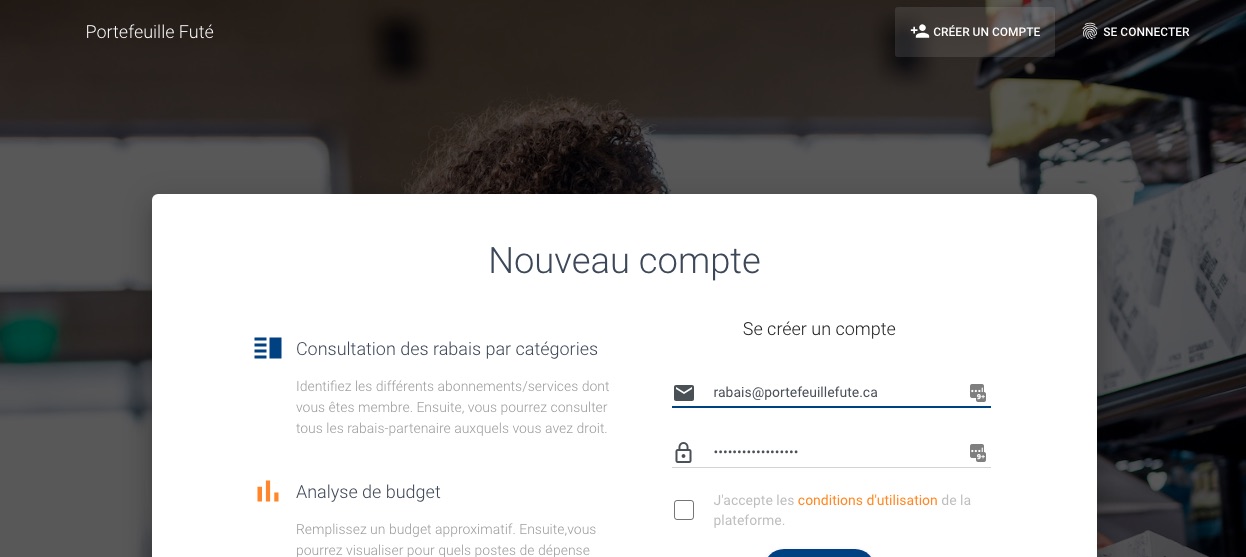 Portefeuille Futé
CRÉER UN COMPTE
SE CONNECTER
Nouveau compte
Consultation des rabais par catégories
Identifiez les différents abonnements/services dont
vous êtes membre. Ensuite, vous pourrez consulter
tous les rabais-partenaire auxquels vous avez droit.
Analyse de budget
Remplissez un budget approximatif. Ensuite,vous
pourrez visualiser pour quels postes de dépense
Se créer un compte
rabais@portefeuillefute.ca
••••••••••••••••••
J'accepte les conditions d'utilisation de la
plateforme.